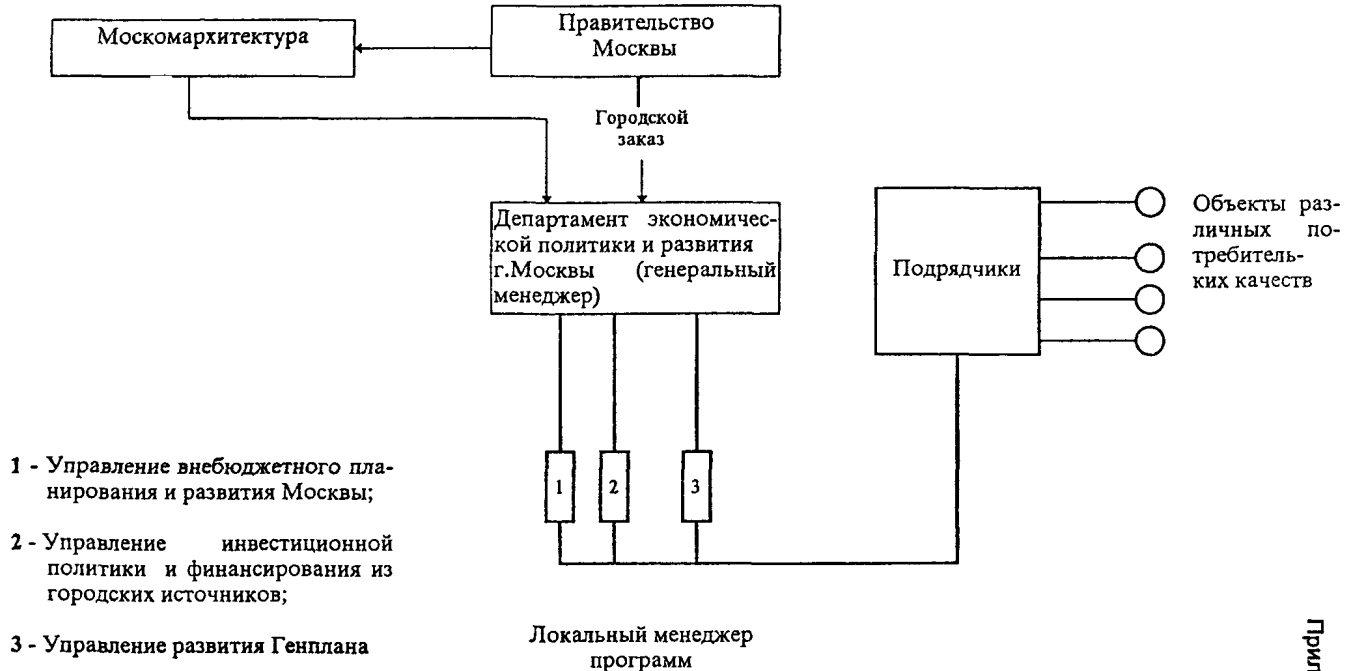 Москомархитектура
Правительство
Москвы
Городской
заказ
Департамент экономичес-
кой политики и развития
г.Москвы (генеральный
менеджер)
Подрядчики
Объекты раз-
личных по-
требитель-
ких качеств
1 - Управление внебюджетного пла-
нирования и развития Москвы;
2 - Управление инвестиционной
политики и финансирования из
городских источников;
3 - Управление развития Генплана
1
2
3
Локальный менеджер
программ